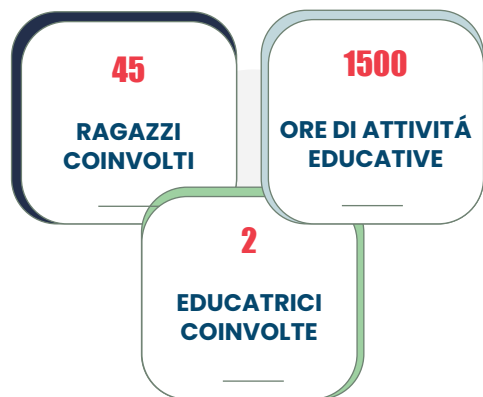 45
RAGAZZI
COINVOLTI
1500
ORE DI ATTIVITÁ
EDUCATIVE
2
EDUCATRICI
COINVOLTE